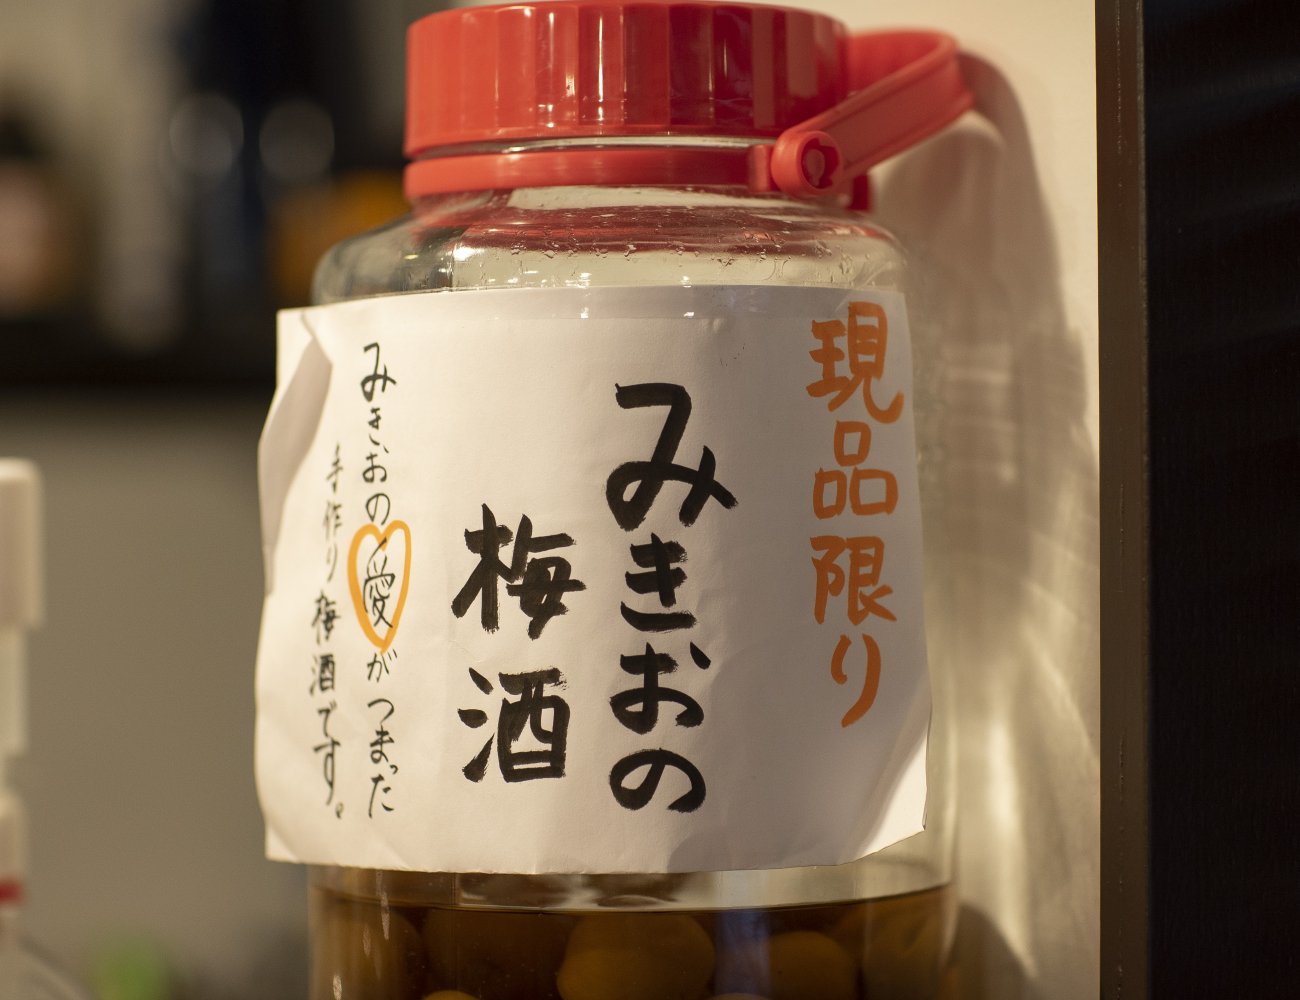 現品限り
みきおの
梅酒
みきおの愛がつまった
手作り梅酒です。